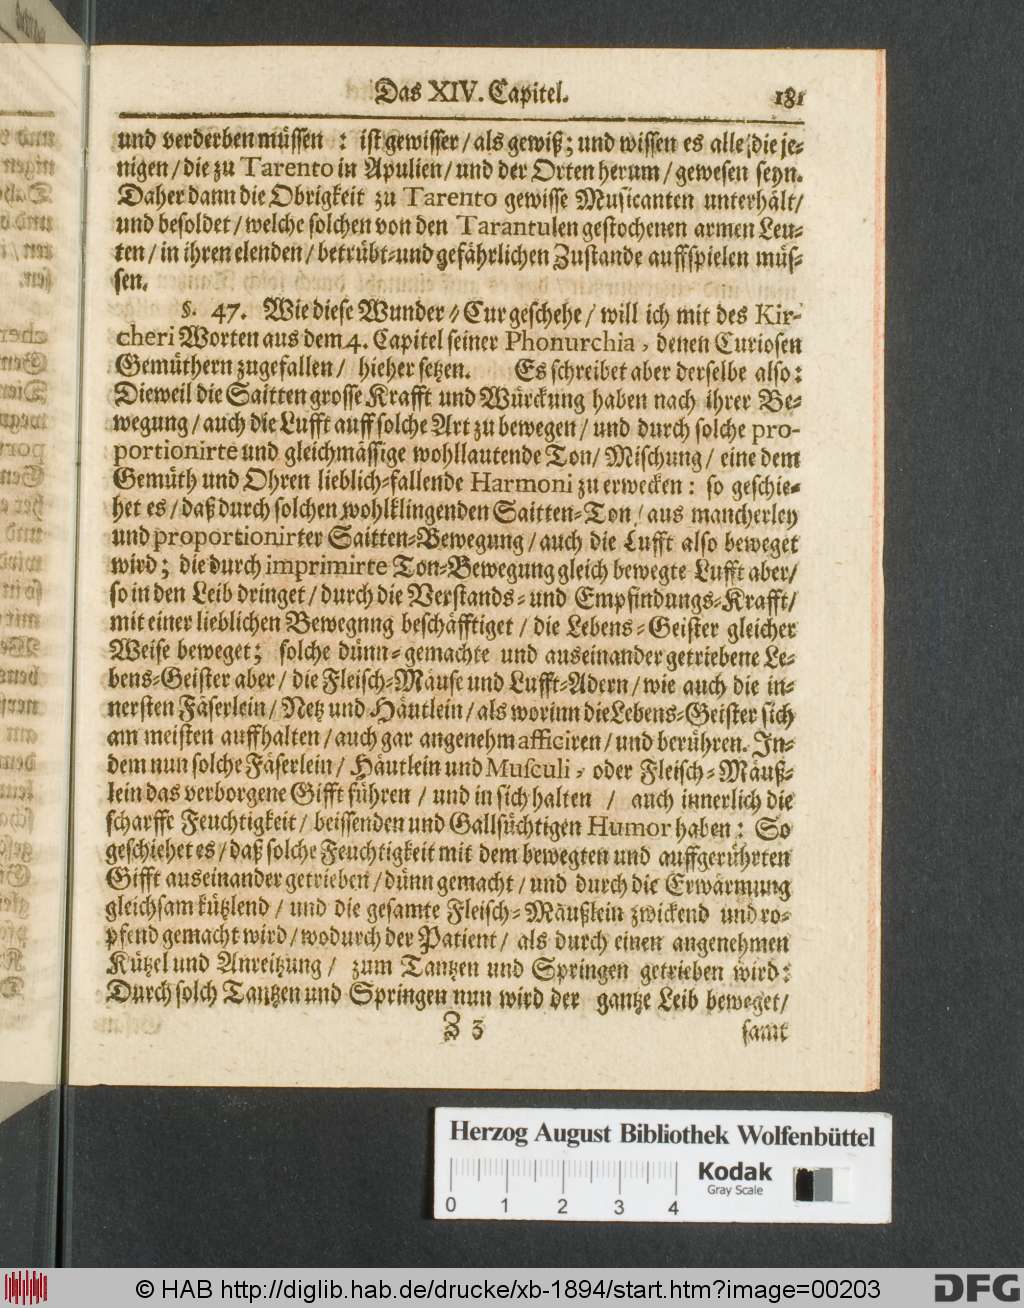 Das XIV. Capitel. 181
und verderben müssen : ist gewisser / als gewiß; und wissen es alle die je-
nigen / die zu Tarento in Apulien / und der Orten herum / gewesen seyn.
Daher dann die Obrigkeit zu Tarento gewisse Musicanten unterhält /
und besoldet / welche solchen von den Tarantulen gestochenen armen Leu-
ten / in ihren elenden / betrübt- und gefährlichen Zustande auffspielen müs-
sen.
§. 47. Wie diese Wunder-Cur geschehe / will ich mit des Kir-
cheri Worten aus dem 4. Capitel seiner Phonurchia, denen Curiosen
Gemüthern zugefallen / hieher setzen. Es schreibet aber derselbe also:
Dieweil die Saitten grosse Krafft und Würckung haben nach ihrer Be-
wegung / auch die Lufft auff solche Art zu bewegen / und durch solche pro-
portionirte und gleichmässige wohllautende Ton / Mischung / eine dem
Gemüth und Ohren lieblich-fallende Harmoni zu erwecken: so geschie-
het es / daß durch solchen wohlklingenden Saitten-Ton / aus mancherley
und proportionirter Saitten-Bewegung / auch die Lufft also beweget
wird; die durch imprimirte Ton-Bewegung gleich bewegte Lufft aber /
so in den Leib dringet / durch die Verstands- und Empfindungs-Krafft /
mit einer lieblichen Bewegnng beschäfftiget / die Lebens-Geister gleicher
Weise beweget; solche dünn-gemachte und auseinander getriebene Le-
bens-Geister aber / die Fleisch-Mäuse und Lufft-Adern / wie auch die in-
nersten Fäserlein / Netz und Häutlein / als worinn die Lebens-Geister sich
am meisten auffhalten / auch gar angenehm afficiren / und berühren. In-
dem nun solche Fäserlein / Häutlein und Musculi, oder Fleisch-Mäuß-
lein das verborgene Gifft führen / und in sich halten / auch innerlich die
scharffe Feuchtigkeit / beissenden und Gallsüchtigen Humor haben: So
geschiehet es / daß solche Feuchtigkeit mit dem bewegten und auffgerührten
Gifft auseinander getrieben / dünn gemacht / und durch die Erwärmung
gleichsam kützlend / und die gesamte Fleisch-Mäußlein zwickend und ro-
pfend gemacht wird / wodurch der Patient / als durch einen angenehmen
Kützel und Anreitzung / zum Tantzen und Springen getrieben wird:
Durch solch Tantzen und Springen nun wird der gantze Leib beweget /
Z 3 samt
Herzog August Bibliothek Wolfenbüttel
Kodak
Gray Scale
0 1 2 3 4
© HAB http://diglib.hab.de/drucke/xb-1894/start.htm?image=00203 DFG